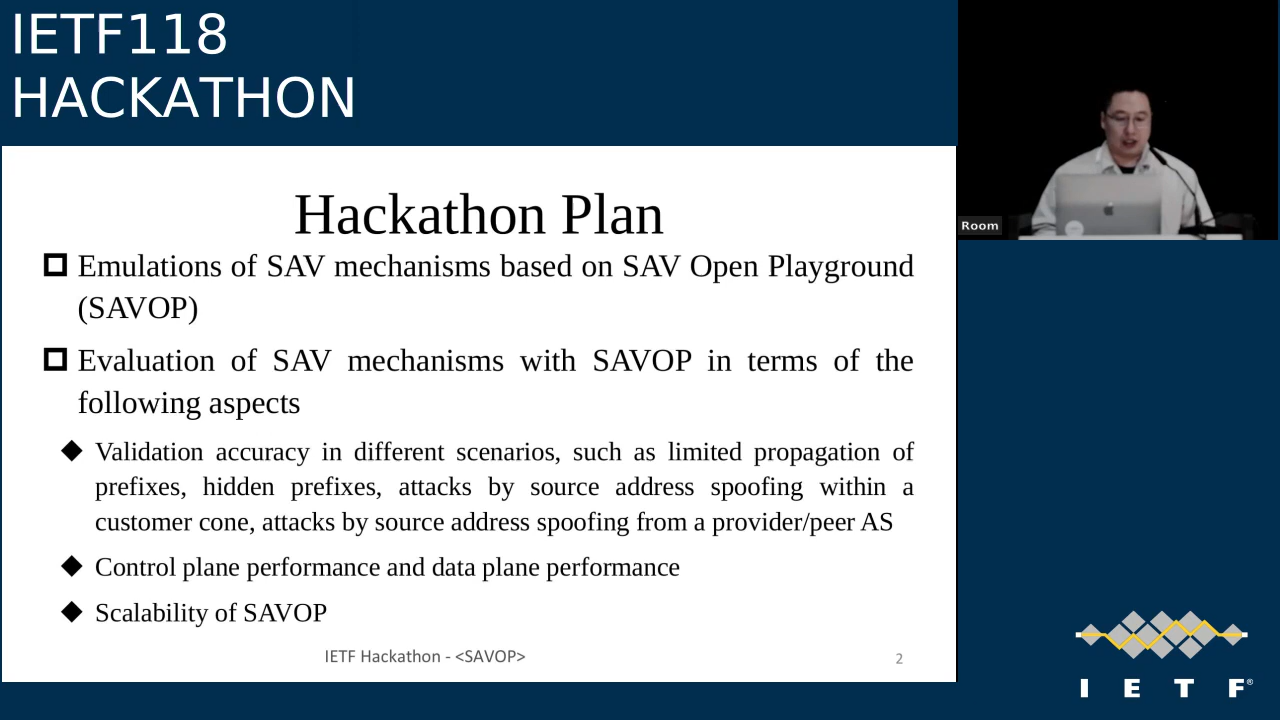 IETF118
HACKATHON
Hackathon Plan
Emulations of SAV mechanisms based on SAV Open Playground
(SAVOP)
Evaluation of SAV mechanisms with SAVOP in terms of the
following aspects
Validation accuracy in different scenarios, such as limited propagation of
prefixes, hidden prefixes, attacks by source address spoofing within a
customer cone, attacks by source address spoofing from a provider/peer AS
Control plane performance and data plane performance
Scalability of SAVOP
IETF Hackathon - <SAVOP>
2
Room
I E T F®